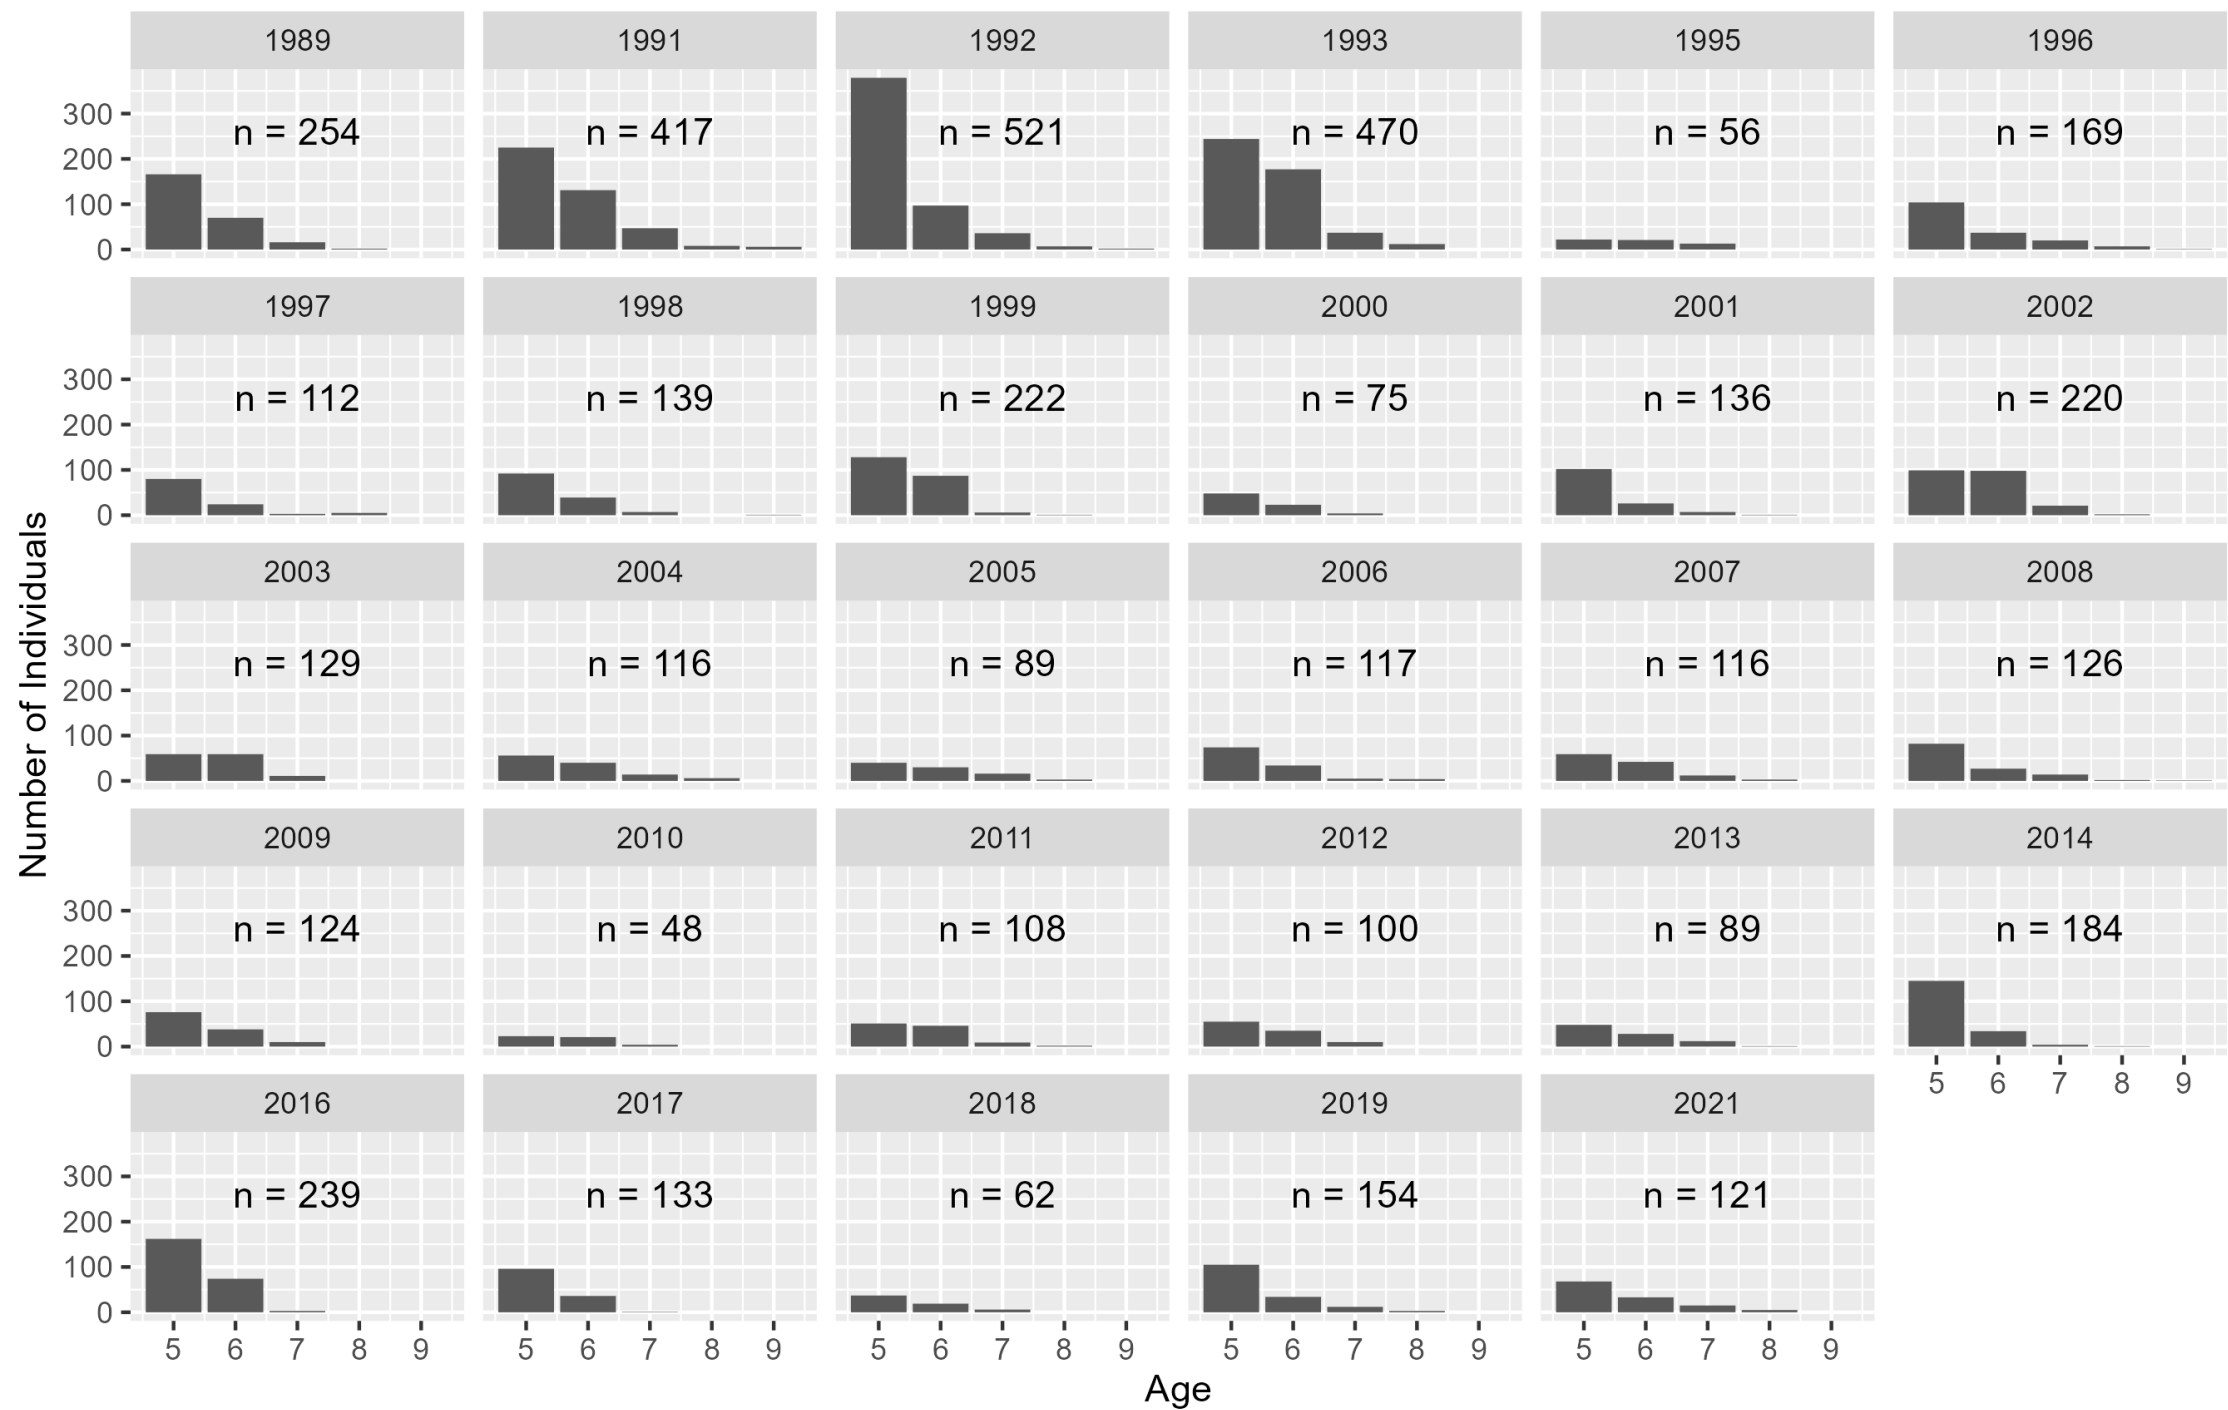 1989 1991 1992 1993 1995 1996
300 n = 254 n = 417 n = 521 n = 470 n = 56 n = 169
200
100
0
1997 1998 1999 2000 2001 2002
300 n = 112 n = 139 n = 222 n = 75 n = 136 n = 220
200
100
0
Number of Individuals
2003 2004 2005 2006 2007 2008
300 n = 129 n = 116 n = 89 n = 117 n = 116 n = 126
200
100
0
2009 2010 2011 2012 2013 2014
300 n = 124 n = 48 n = 108 n = 100 n = 89 n = 184
200
100
0
5 6 7 8 9
2016 2017 2018 2019 2021
300 n = 239 n = 133 n = 62 n = 154 n = 121
200
100
0
5 6 7 8 9 5 6 7 8 9 5 6 7 8 9 5 6 7 8 9 5 6 7 8 9
Age